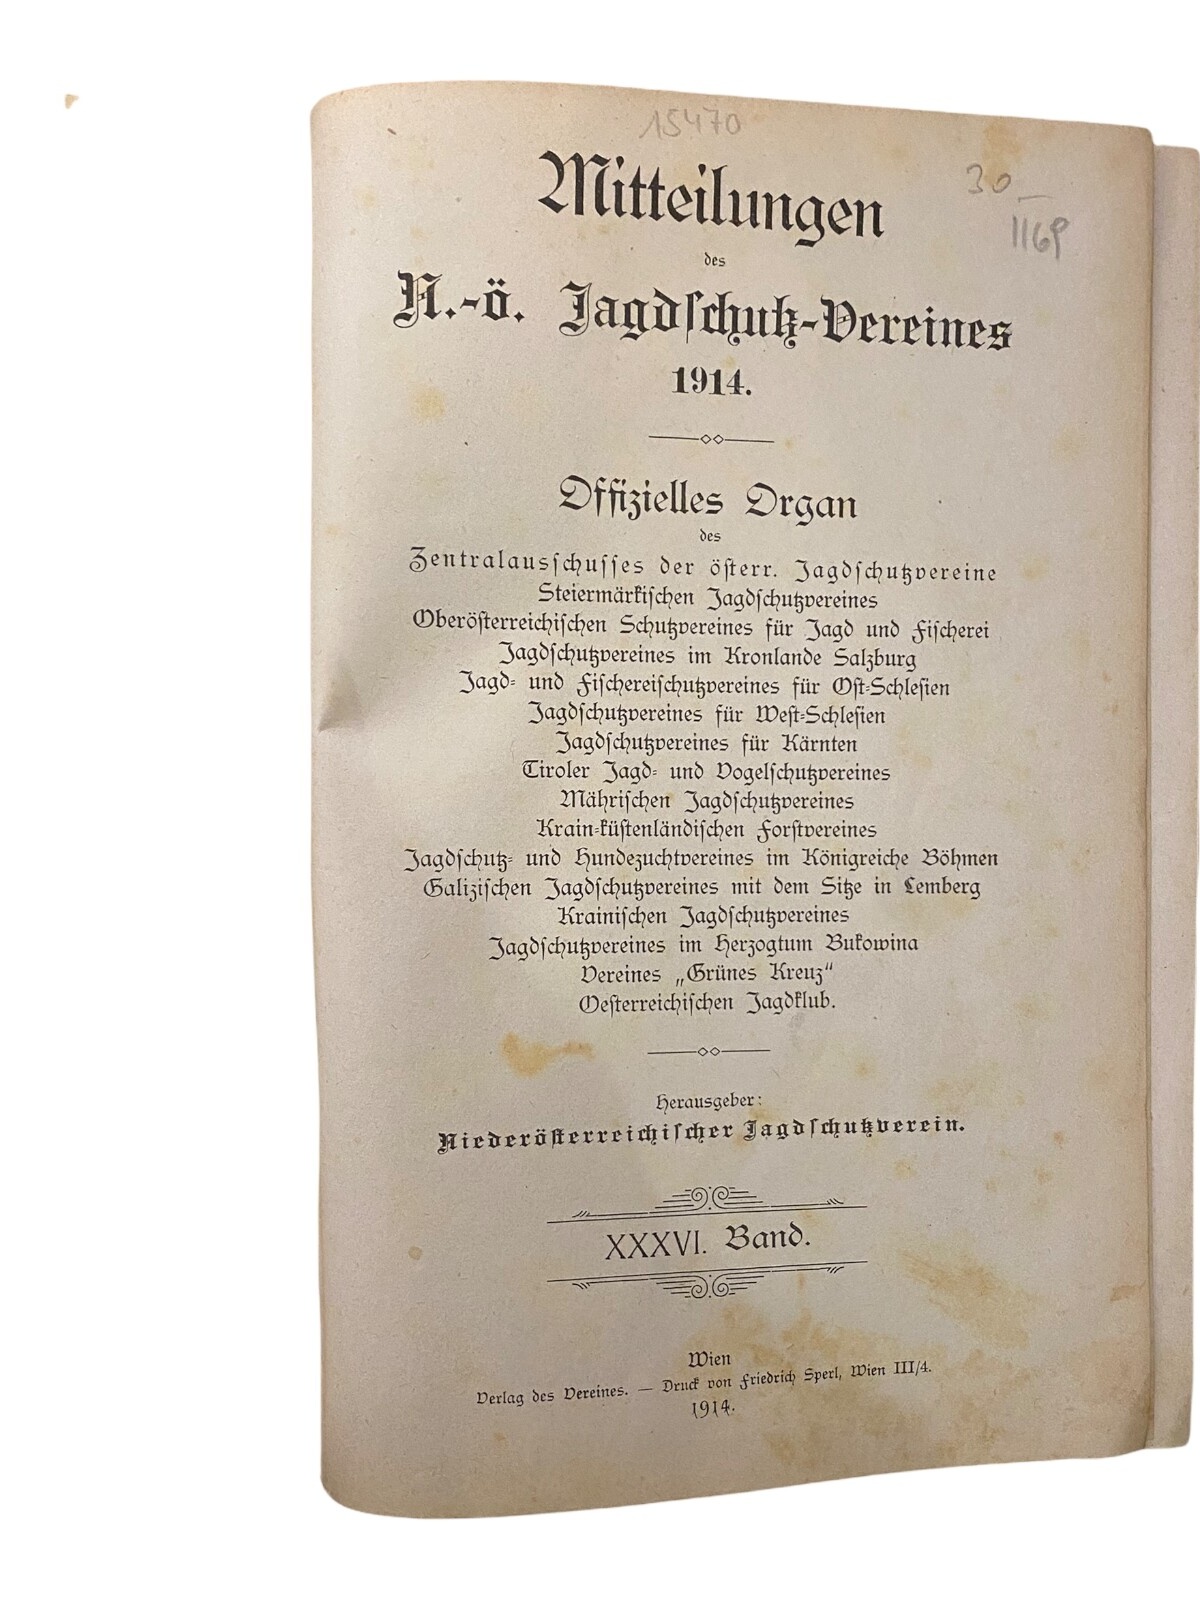 15470
Mitteilungen
30 —
1169
des
N.-ö. Jagdschutz-Vereines
1914.
Offizielles Organ
des
Zentralausschusses der österr. Jagdschutzvereine
Steiermärkischen Jagdschutzvereines
Oberösterreichischen Schutzvereines für Jagd und Fischerei
Jagdschutzvereines im Kronlande Salzburg
Jagd- und Fischereischutzvereines für Ost-Schlesien
Jagdschutzvereines für West-Schlesien
Jagdschutzvereines für Kärnten
Tiroler Jagd- und Vogelschutzvereines
Mährischen Jagdschutzvereines
Krain-küstenländischen Forstvereines
Jagdschutz- und Hundezuchtvereines im Königreiche Böhmen
Galizischen Jagdschutzvereines mit dem Sitze in Lemberg
Krainischen Jagdschutzvereines
Jagdschutzvereines im Herzogtum Bukowina
Vereines „Grünes Kreuz“
Oesterreichischen Jagdklub.
Herausgeber:
Niederösterreichischer Jagdschutzverein.
XXXVI. Band.
Wien
Verlag des Vereines. — Druck von Friedrich Sperl, Wien III/4.
1914.